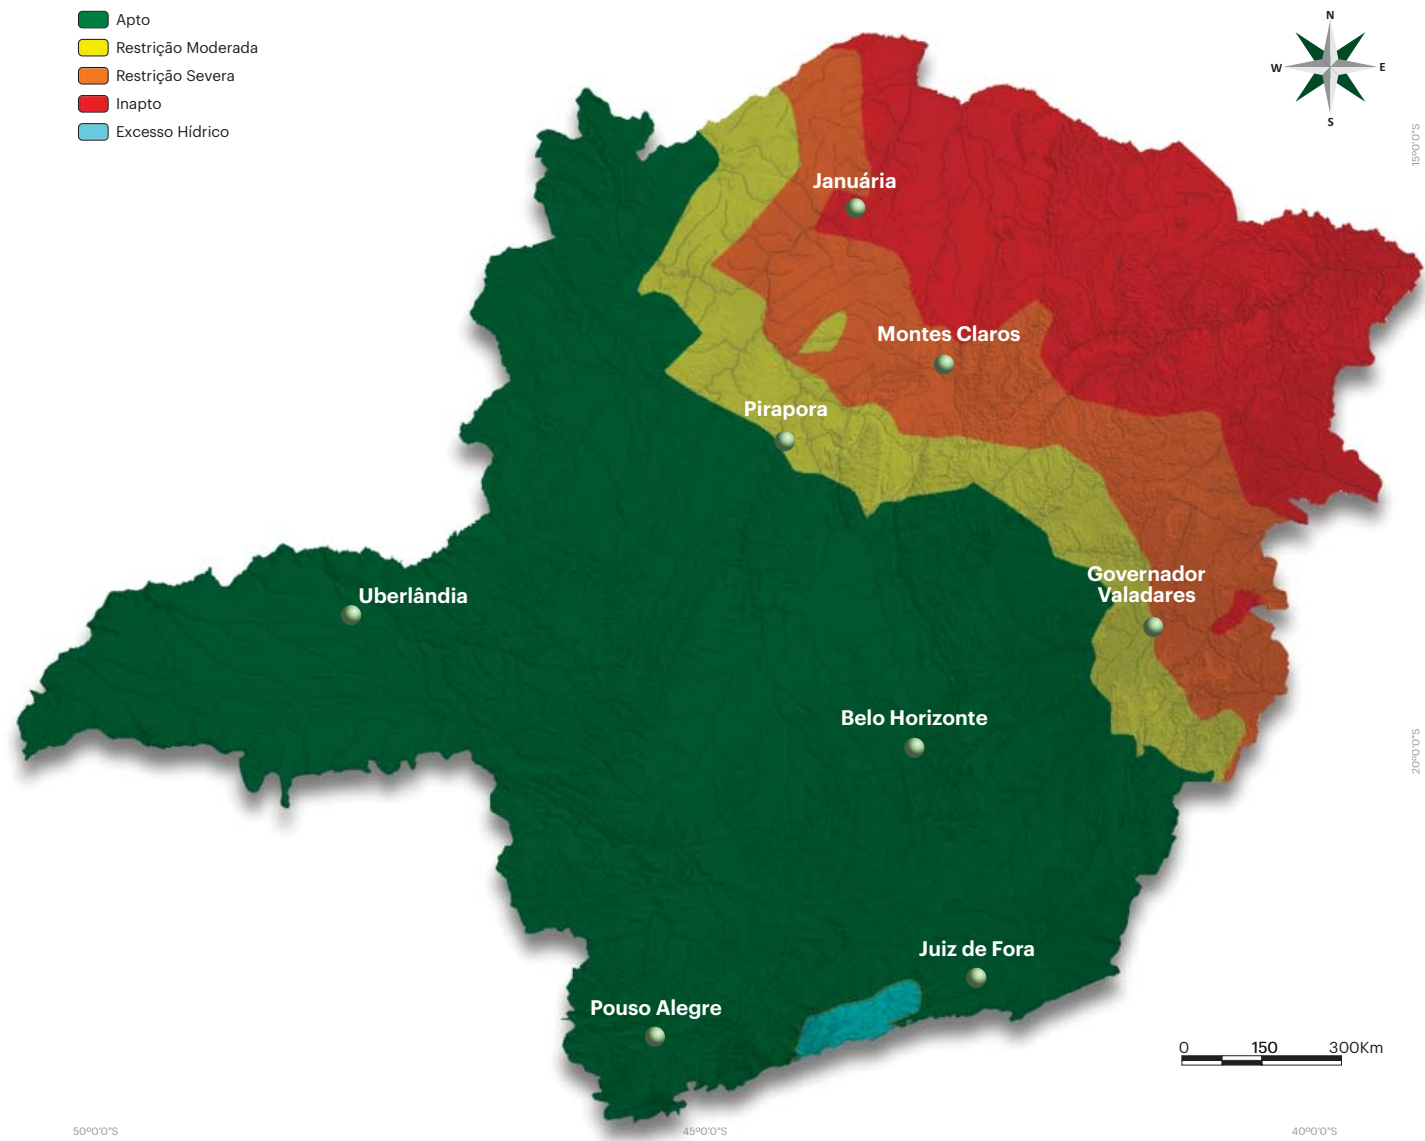 Apto
Restrição Moderada
Restrição Severa
Inapto
Excesso Hídrico
N
W
E
S
15º0'0"S
Januária
Montes Claros
Pirapora
Governador
Valadares
Uberlândia
Belo Horizonte
20º0'0"S
Juiz de Fora
Pouso Alegre
0
150
300Km
50º0'0"S
45º0'0"S
40º0'0"S